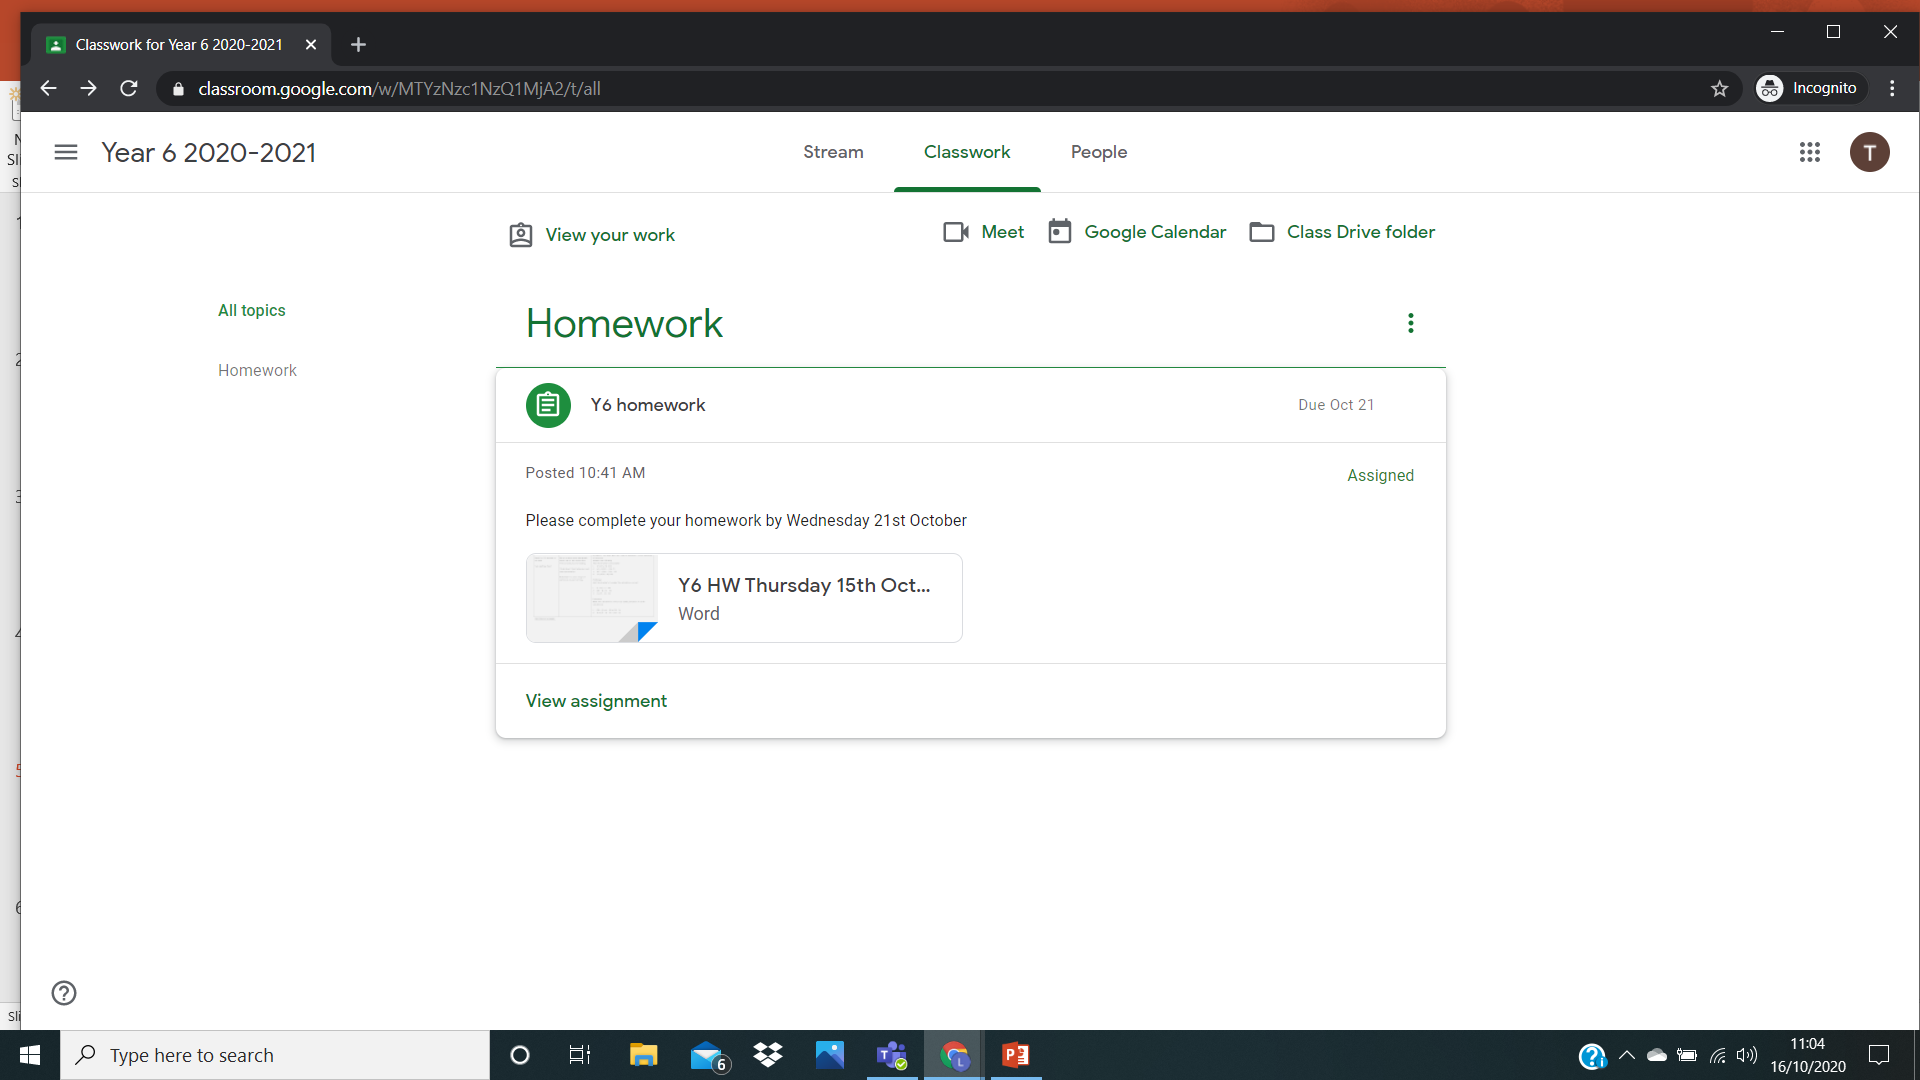 Classwork for Year 6 2020-2021
classroom.google.com/w/MTYzNzc1NzQ1MjA2/t/all
Incognito
Year 6 2020-2021
Stream
Classwork
People
T
View your work
Meet
Google Calendar
Class Drive folder
All topics
Homework
Homework
Y6 homework
Due Oct 21
Posted 10:41 AM
Assigned
Please complete your homework by Wednesday 21st October
Y6 HW Thursday 15th Oct...
Word
View assignment
Type here to search
6
11:04
16/10/2020